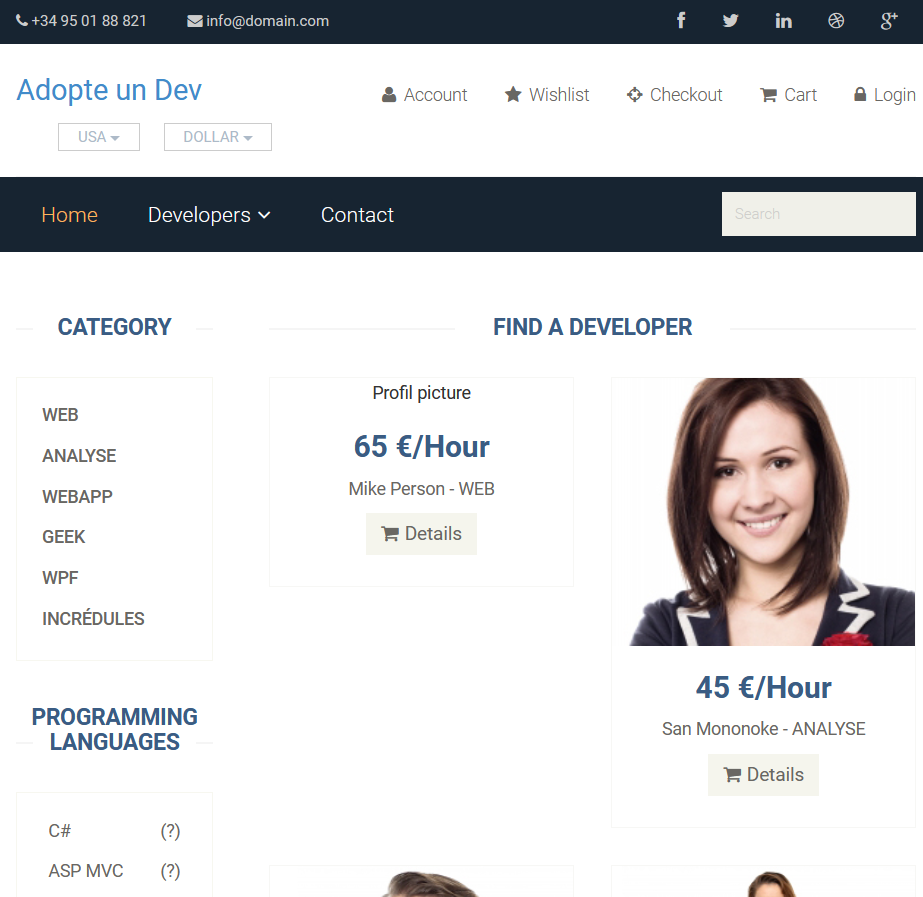 +34 95 01 88 821 info@domain.com
Adopte un Dev
USA DOLLAR
Account Wishlist Checkout Cart Login
Home Developers Contact Search
CATEGORY
WEB
ANALYSE
WEBAPP
GEEK
WPF
INCRÉDULES
PROGRAMMING
LANGUAGES
C# (?)
ASP MVC (?)
FIND A DEVELOPER
Profil picture
65 €/Hour
Mike Person - WEB
Details
45 €/Hour
San Mononoke - ANALYSE
Details